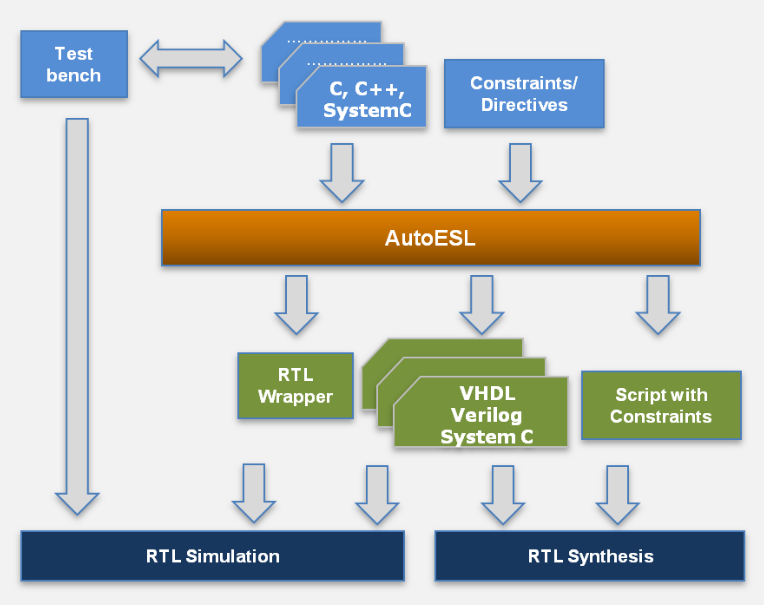 Test
bench
................
................
C, C++,
SystemC
Constraints/
Directives
AutoESL
RTL
Wrapper
VHDL
Verilog
System C
Script with
Constraints
RTL Simulation
RTL Synthesis